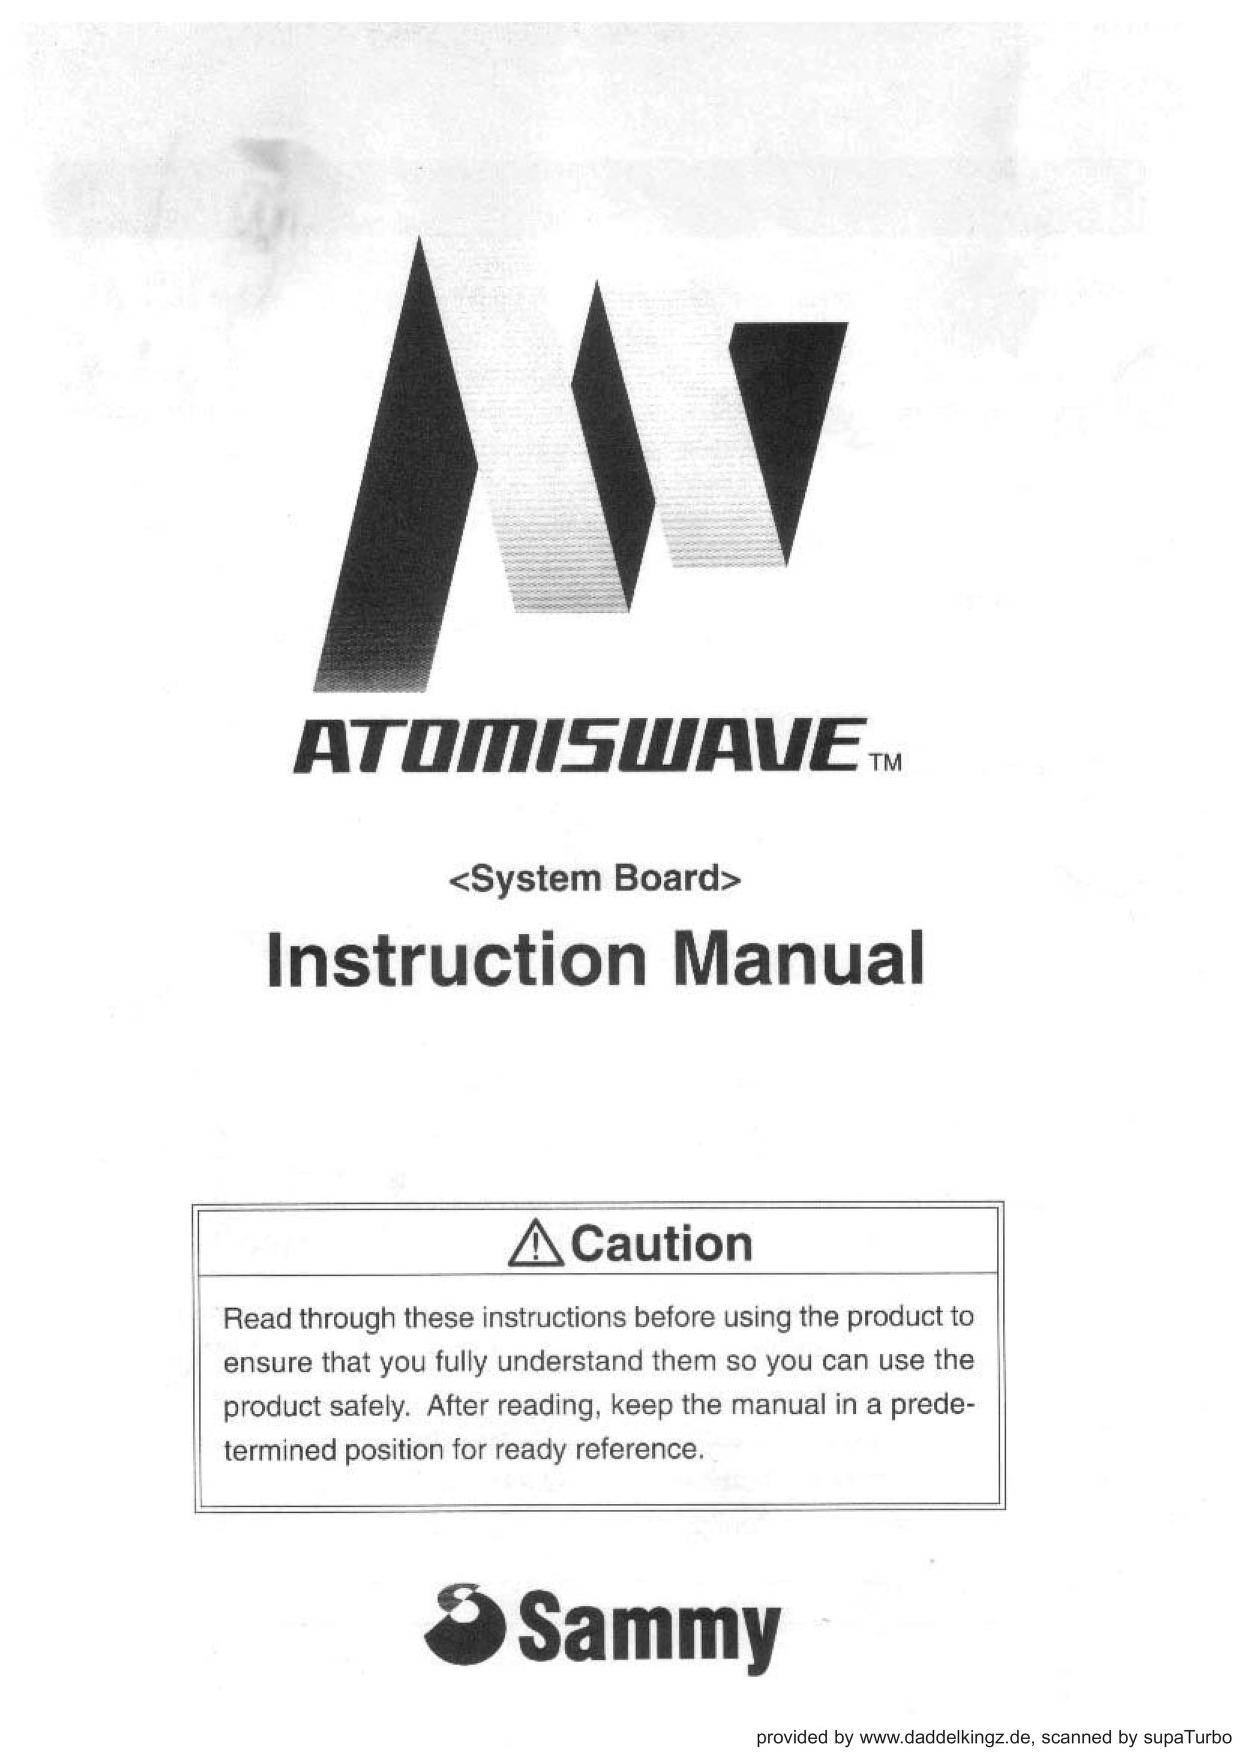 ATOMISWAVE TM
<System Board>
Instruction Manual
Caution
Read through these instructions before using the product to
ensure that you fully understand them so you can use the
product safely. After reading, keep the manual in a prede-
termined position for ready reference.
Sammy
provided by www.daddelkingz.de, scanned by supaTurbo